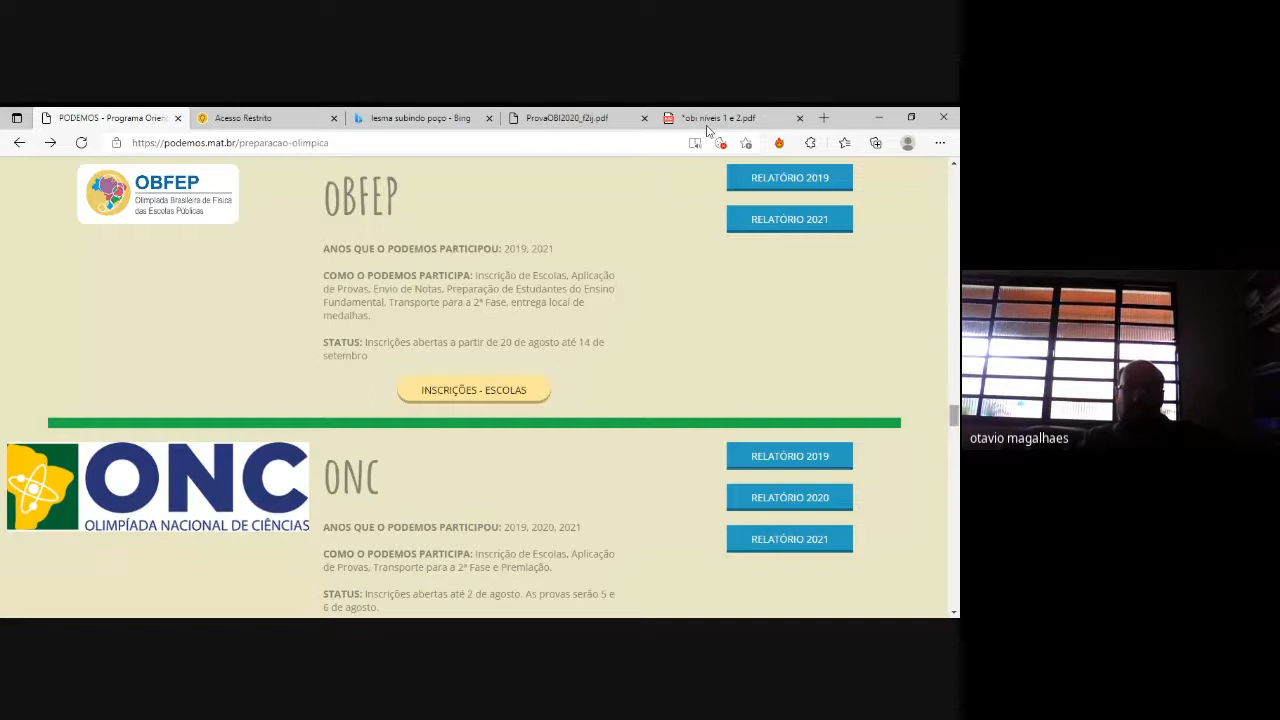 PODEMOS - Programa Orien
Acesso Restrito
lesma subindo poço - Bing
ProvaOBI2020_f2ij.pdf
*obi níveis 1 e 2.pdf
https://podemos.mat.br/preparacao-olimpica
OBFEP
Olimpíada Brasileira de Física
das Escolas Públicas
oBFEP
ANOS QUE O PODEMOS PARTICIPOU: 2019, 2021
COMO O PODEMOS PARTICIPA: Inscrição de Escolas, Aplicação
de Provas, Envio de Notas, Preparação de Estudantes do Ensino
Fundamental, Transporte para a 2ª Fase, entrega local de
medalhas.
STATUS: Inscrições abertas a partir de 20 de agosto até 14 de
setembro
INSCRIÇÕES - ESCOLAS
RELATÓRIO 2019
RELATÓRIO 2021
ONC
OLIMPÍADA NACIONAL DE CIÊNCIAS
oNC
ANOS QUE O PODEMOS PARTICIPOU: 2019, 2020, 2021
COMO O PODEMOS PARTICIPA: Inscrição de Escolas, Aplicação
de Provas, Transporte para a 2ª Fase e Premlação.
STATUS: Inscrições abertas até 2 de agosto. As provas serão 5 e
6 de agosto.
RELATÓRIO 2019
RELATÓRIO 2020
RELATÓRIO 2021
otavio magalhaes